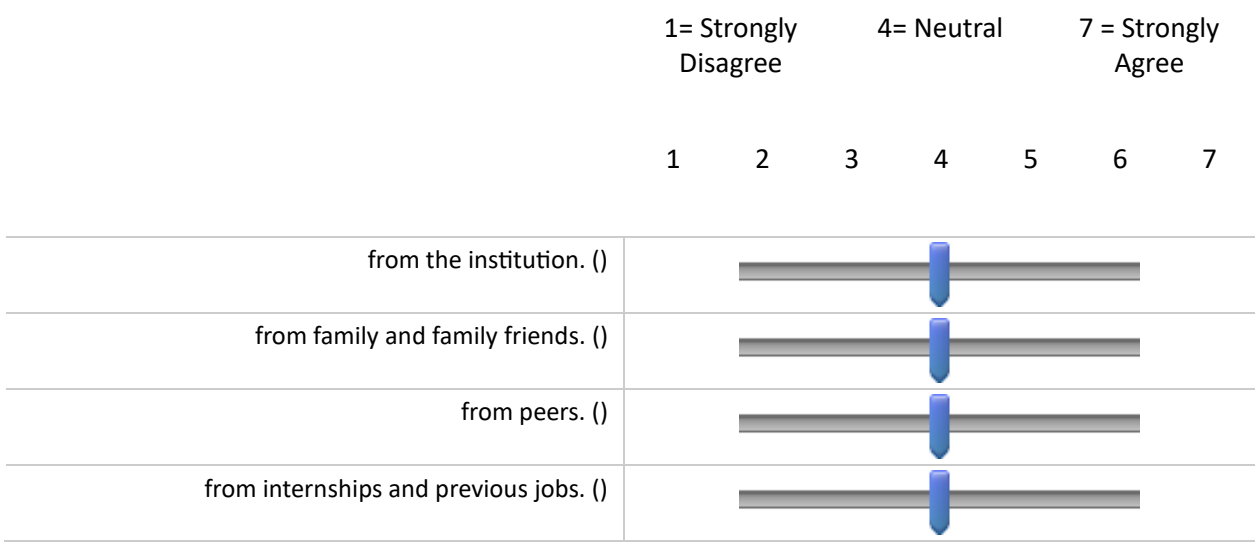 1= Strongly Disagree
4= Neutral
7 = Strongly Agree
1 2 3 4 5 6 7
from the institution. ()
from family and family friends. ()
from peers. ()
from internships and previous jobs. ()